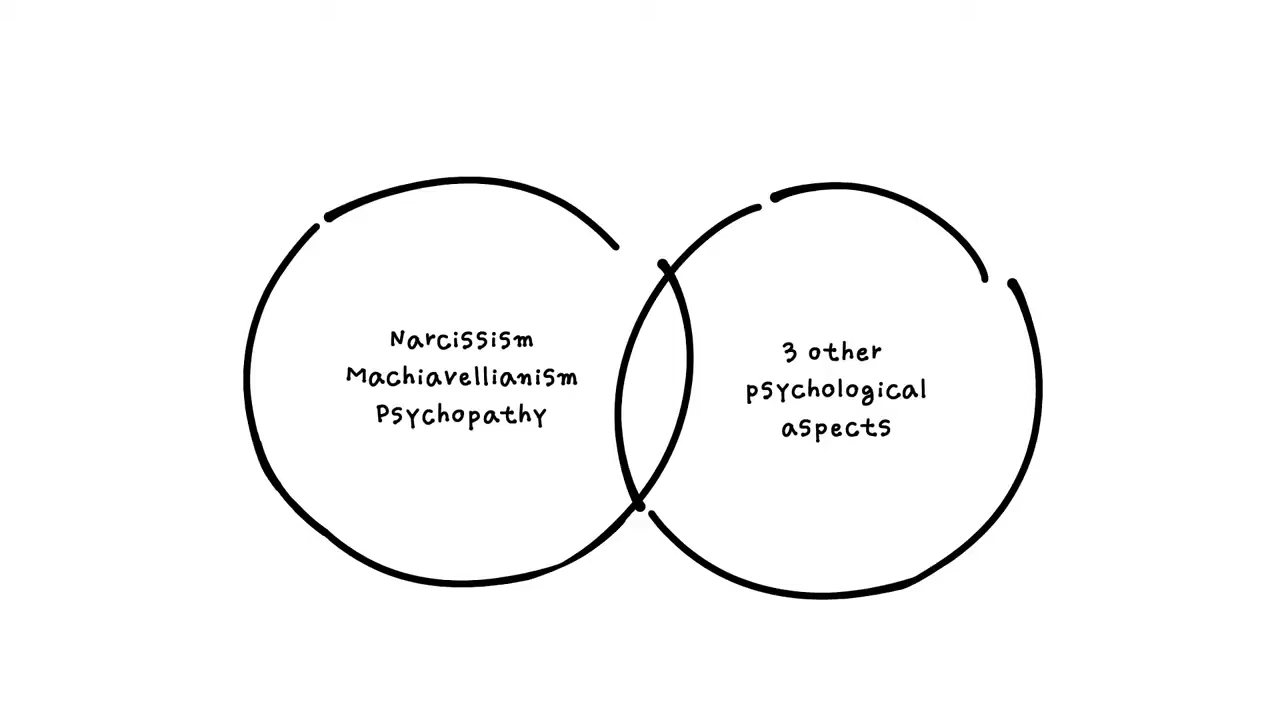 Narcissism
Machiavellianism
Psychopathy
3 other
psychological
aspects